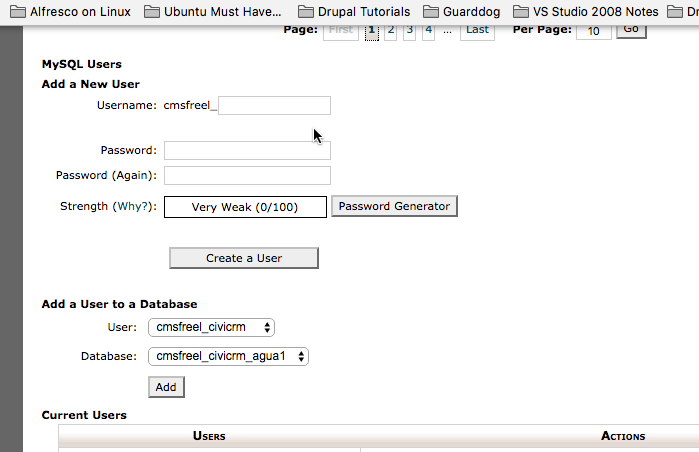 Alfresco on Linux Ubuntu Must Have... Drupal Tutorials Guarddog VS Studio 2008 Notes
Page: First 1 2 3 4 ... Last Per Page: 10 Go
MySQL Users
Add a New User
Username: cmsfreel_
Password:
Password (Again):
Strength (Why?): Very Weak (0/100) Password Generator
Create a User
Add a User to a Database
User: cmsfreel_civicrm
Database: cmsfreel_civicrm_agua1
Add
Current Users
Users Actions